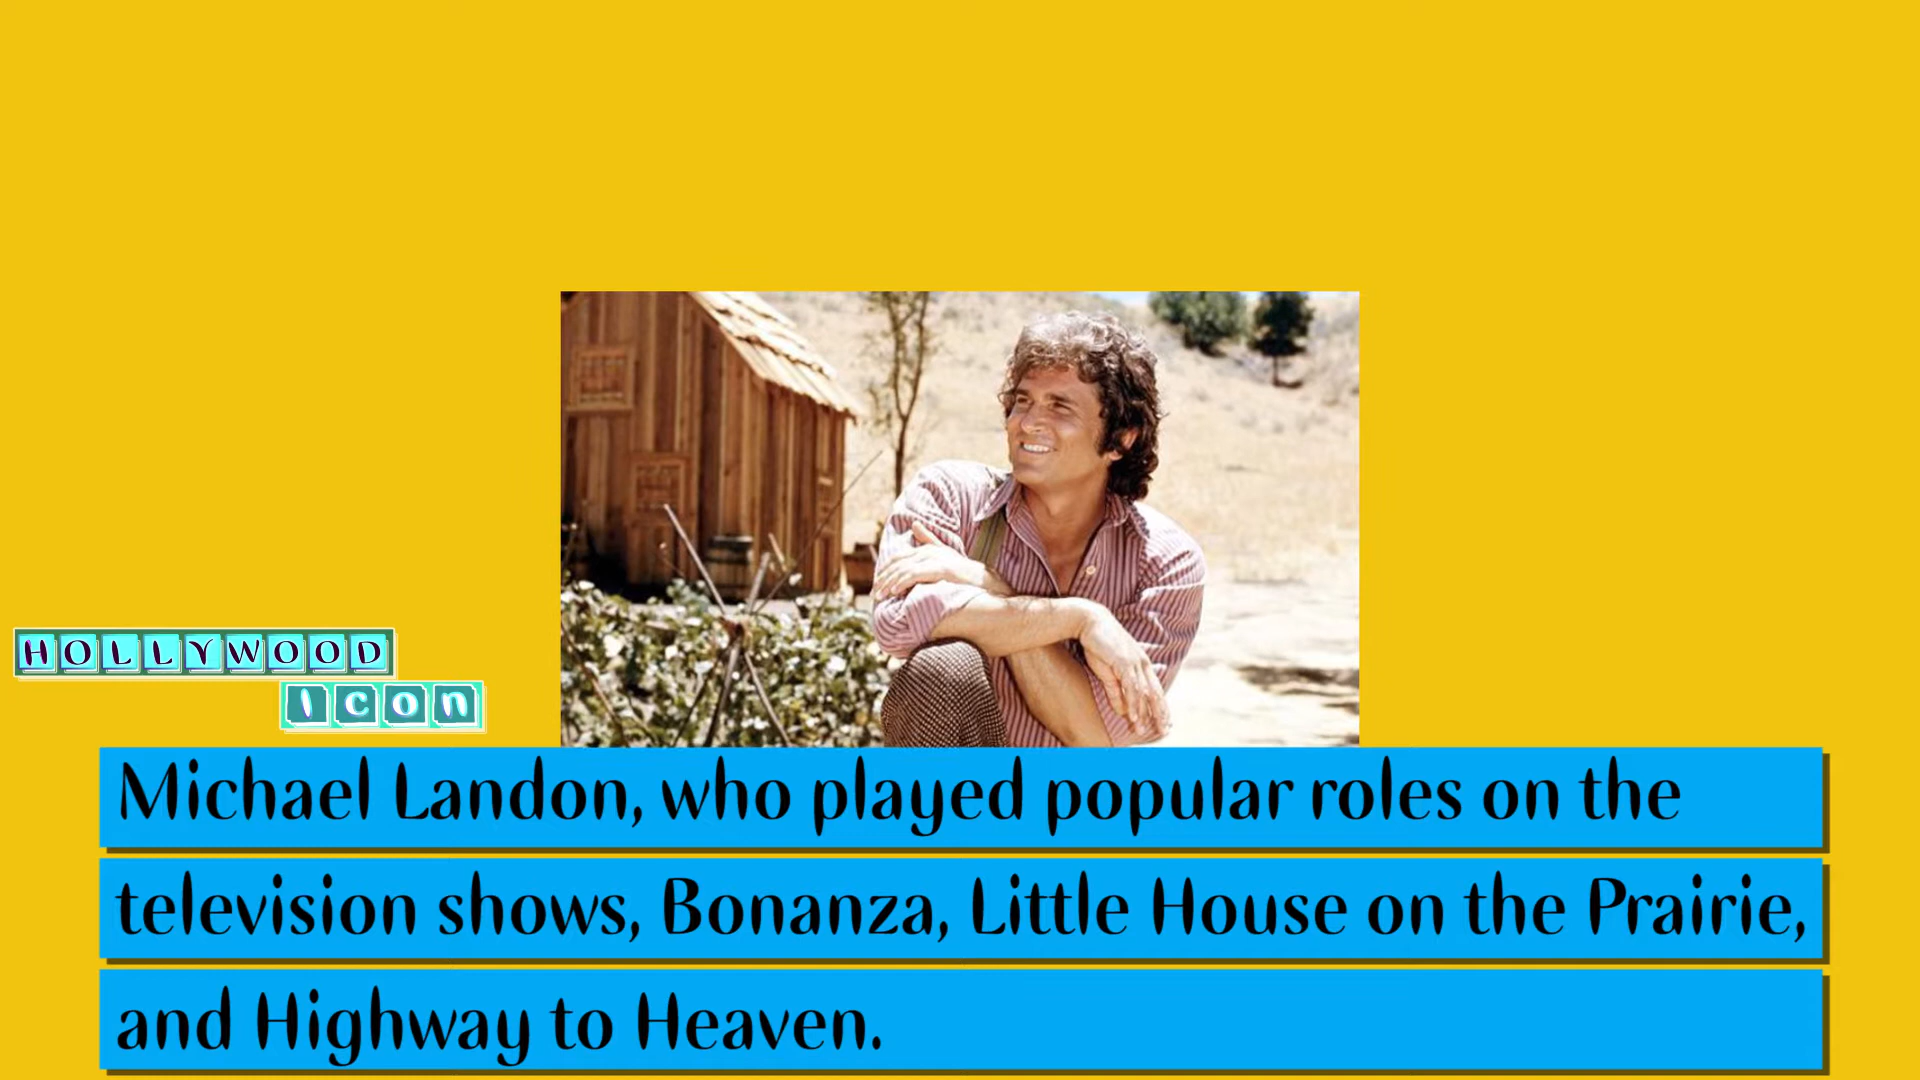 HOLLYWOOD
Icon
Michael Landon, who played popular roles on the
television shows, Bonanza, Little House on the Prairie,
and Highway to Heaven.